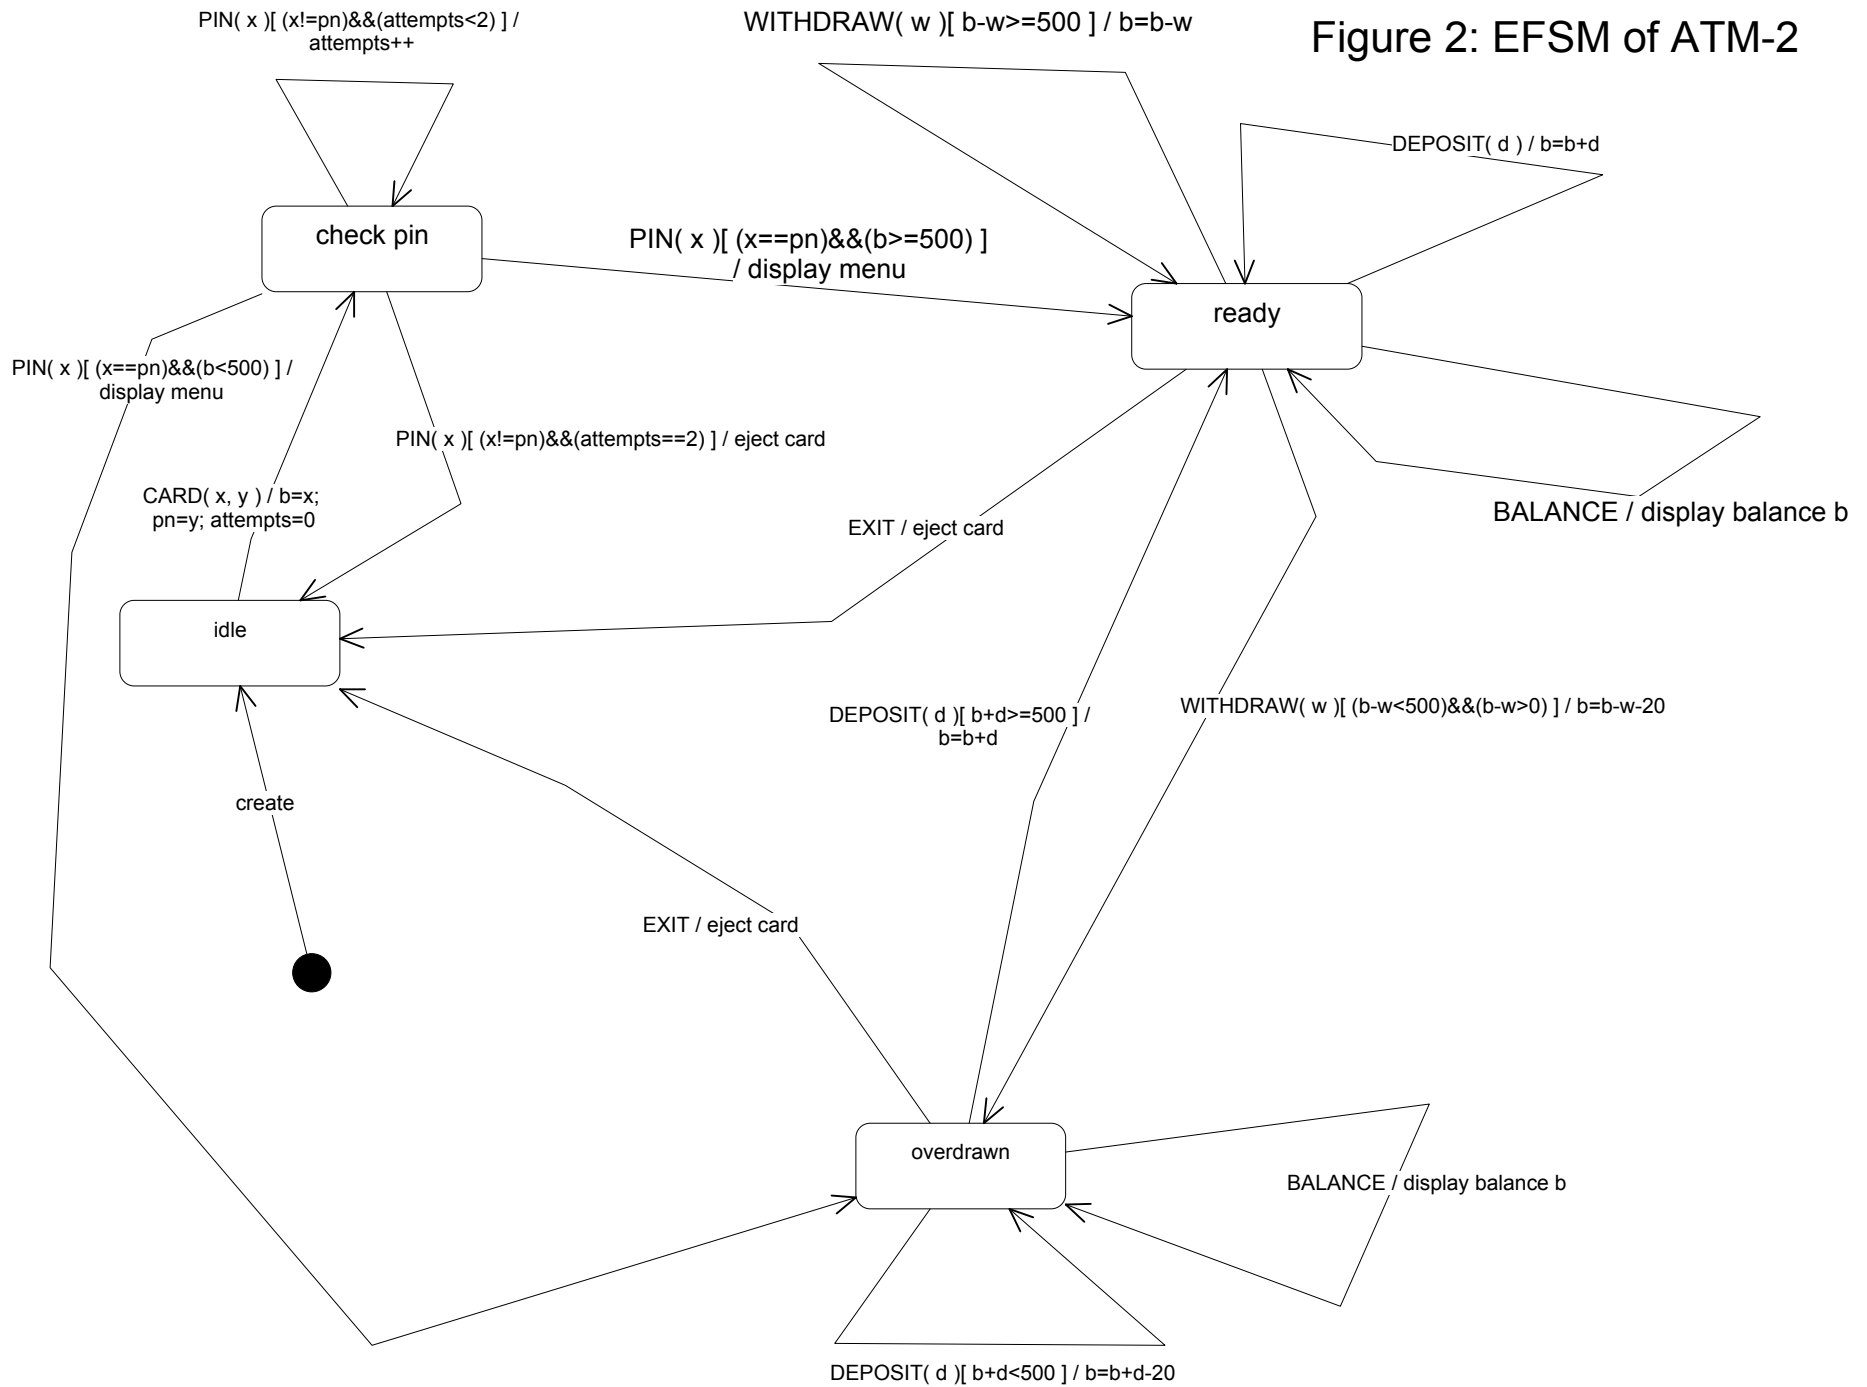 PIN( x )[ (x!=pn)&&(attempts<2) ] /
attempts++
WITHDRAW( w )[ b-w>=500 ] / b=b-w
Figure 2: EFSM of ATM-2
DEPOSIT( d ) / b=b+d
check pin
PIN( x )[ (x==pn)&&(b>=500) ]
/ display menu
ready
PIN( x )[ (x==pn)&&(b<500) ] /
display menu
PIN( x )[ (x!=pn)&&(attempts==2) ] / eject card
CARD( x, y ) / b=x;
pn=y; attempts=0
EXIT / eject card
BALANCE / display balance b
idle
DEPOSIT( d )[ b+d>=500 ] /
b=b+d
WITHDRAW( w )[ (b-w<500)&&(b-w>0) ] / b=b-w-20
create
EXIT / eject card
overdrawn
BALANCE / display balance b
DEPOSIT( d )[ b+d<500 ] / b=b+d-20